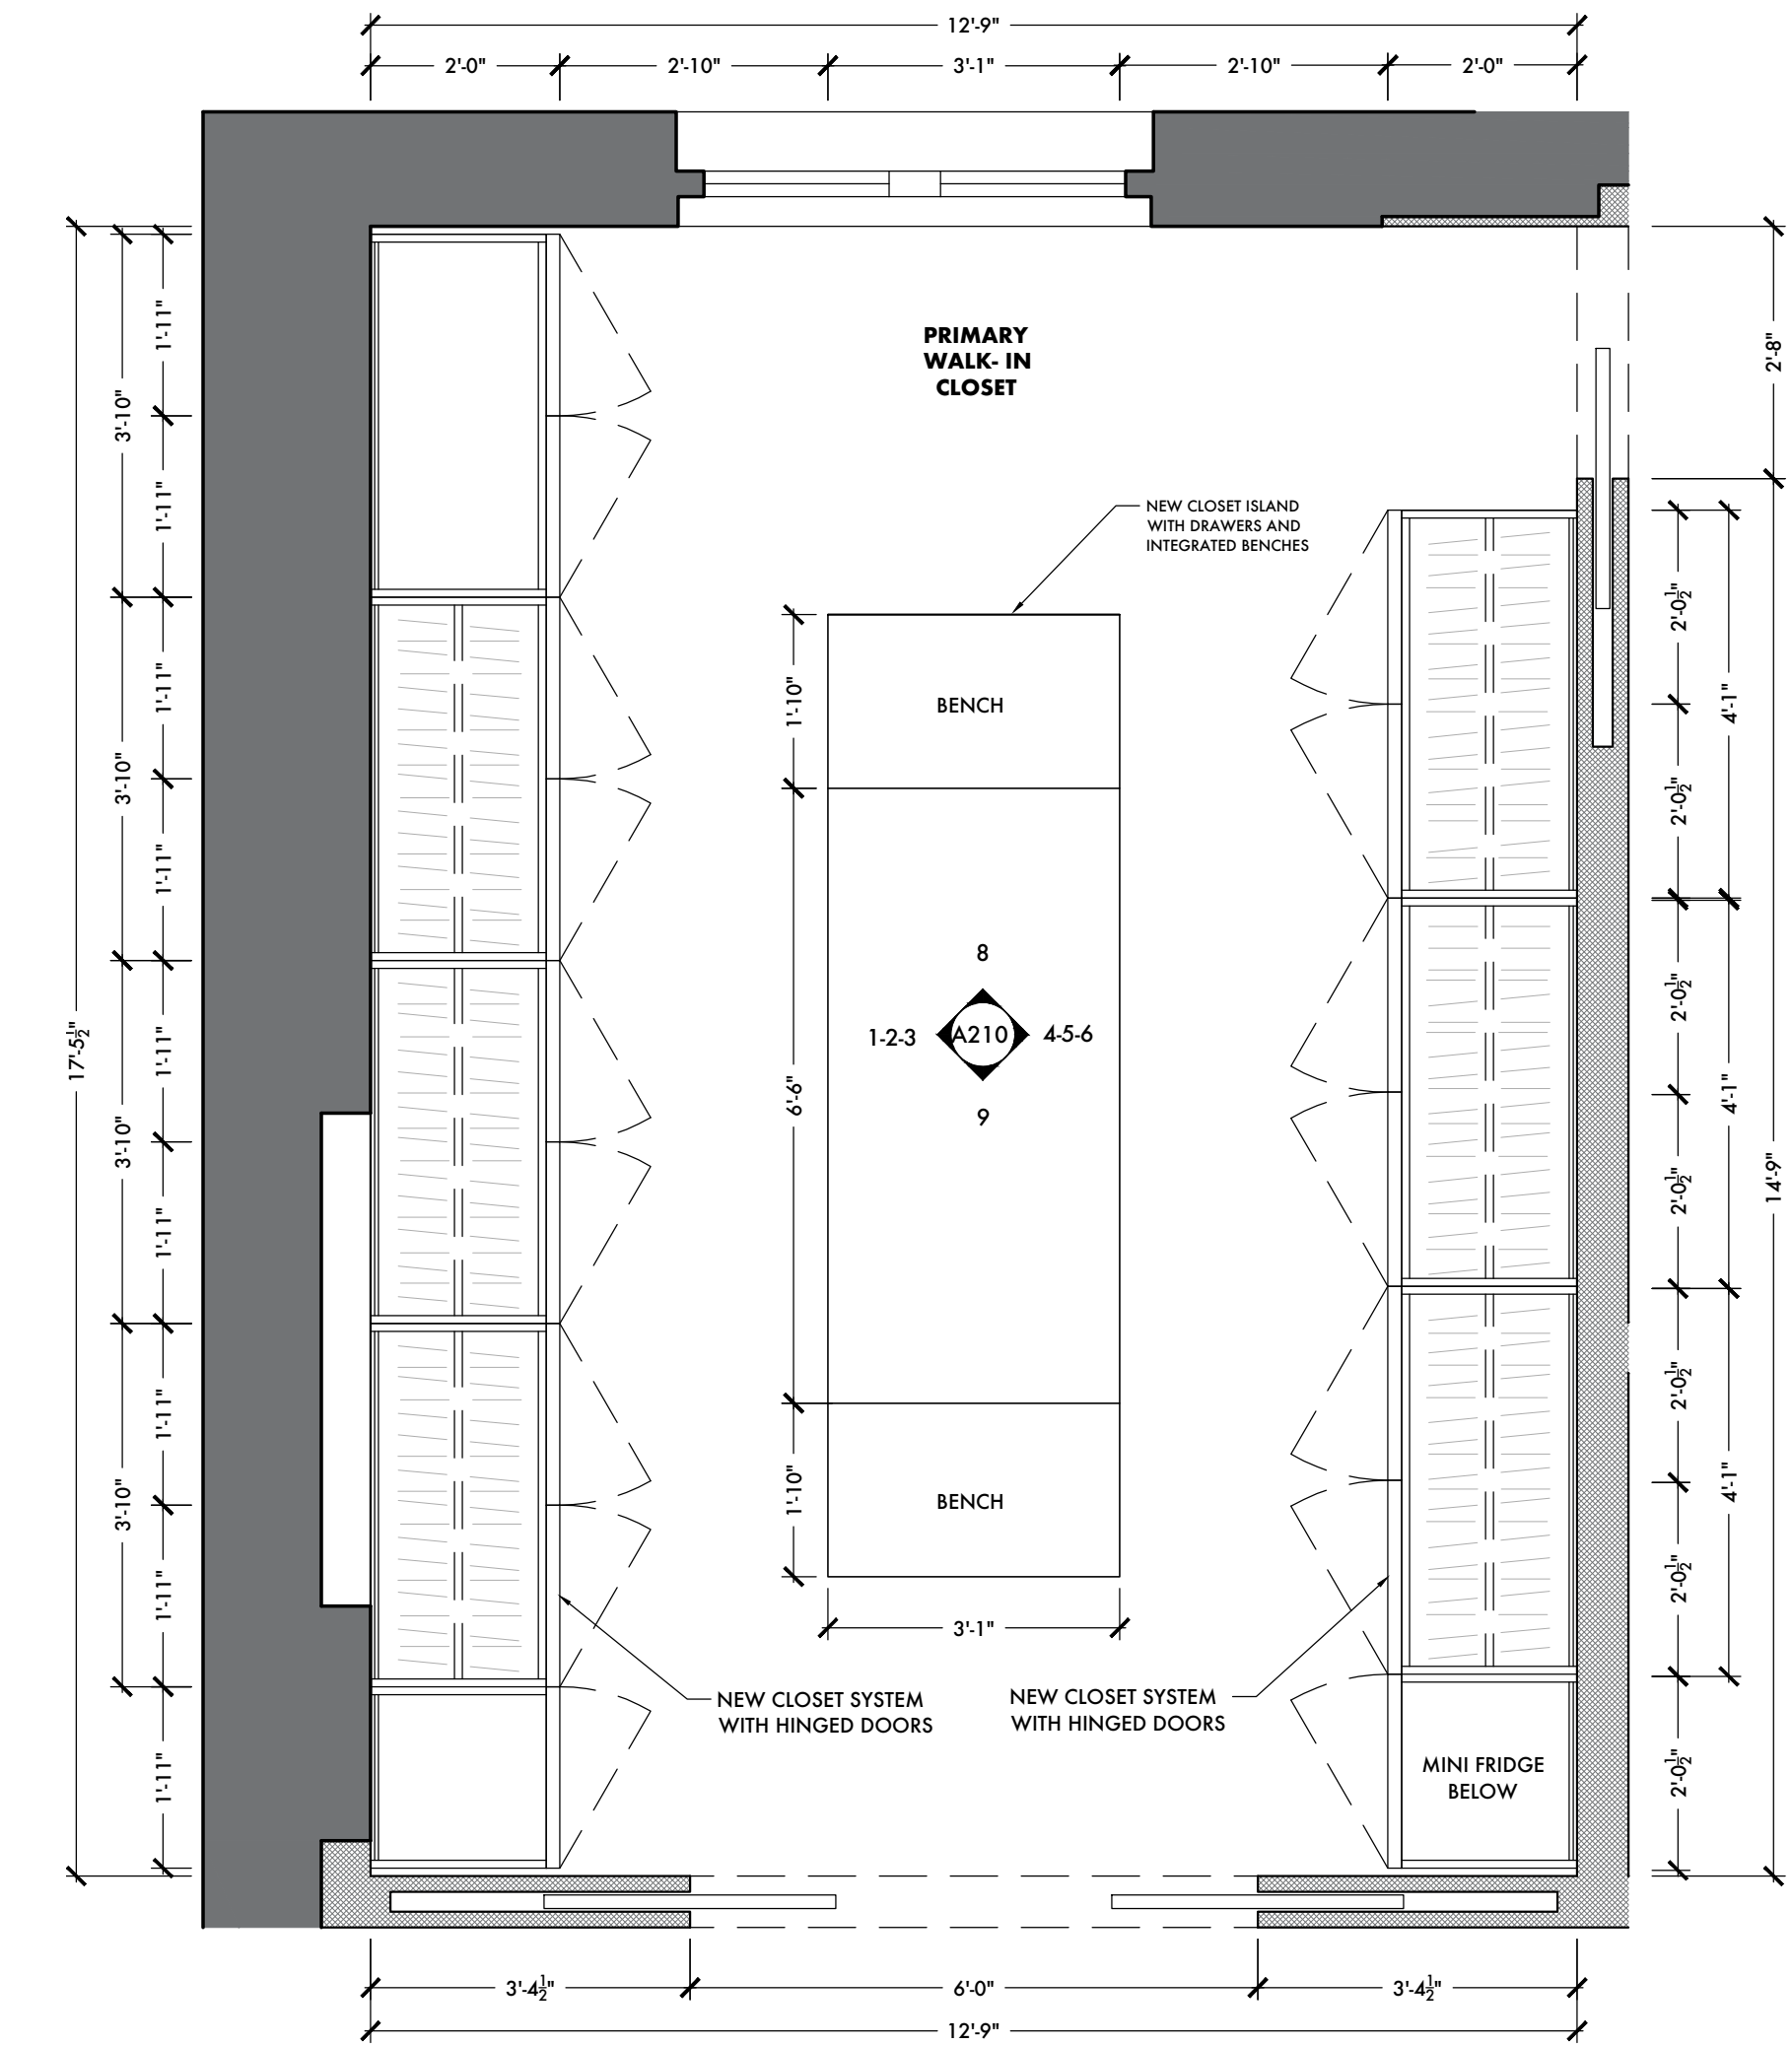 12'-9"
2'-0"
2'-10"
3'-1"
2'-10"
2'-0"
PRIMARY
WALK- IN
CLOSET
NEW CLOSET ISLAND
WITH DRAWERS AND
INTEGRATED BENCHES
17'-5½"
3'-10"
3'-10"
3'-10"
3'-10"
1'-11"
1'-11"
1'-11"
1'-11"
1'-11"
1'-11"
1'-11"
1'-11"
1'-11"
1'-10"
6'-6"
1'-10"
BENCH
8
1-2-3
A210
4-5-6
9
BENCH
3'-1"
NEW CLOSET SYSTEM
WITH HINGED DOORS
NEW CLOSET SYSTEM
WITH HINGED DOORS
MINI FRIDGE
BELOW
2'-0½"
2'-0½"
2'-0½"
2'-0½"
2'-0½"
2'-0½"
2'-0½"
4'-1"
4'-1"
4'-1"
2'-8"
14'-9"
3'-4½"
6'-0"
3'-4½"
12'-9"